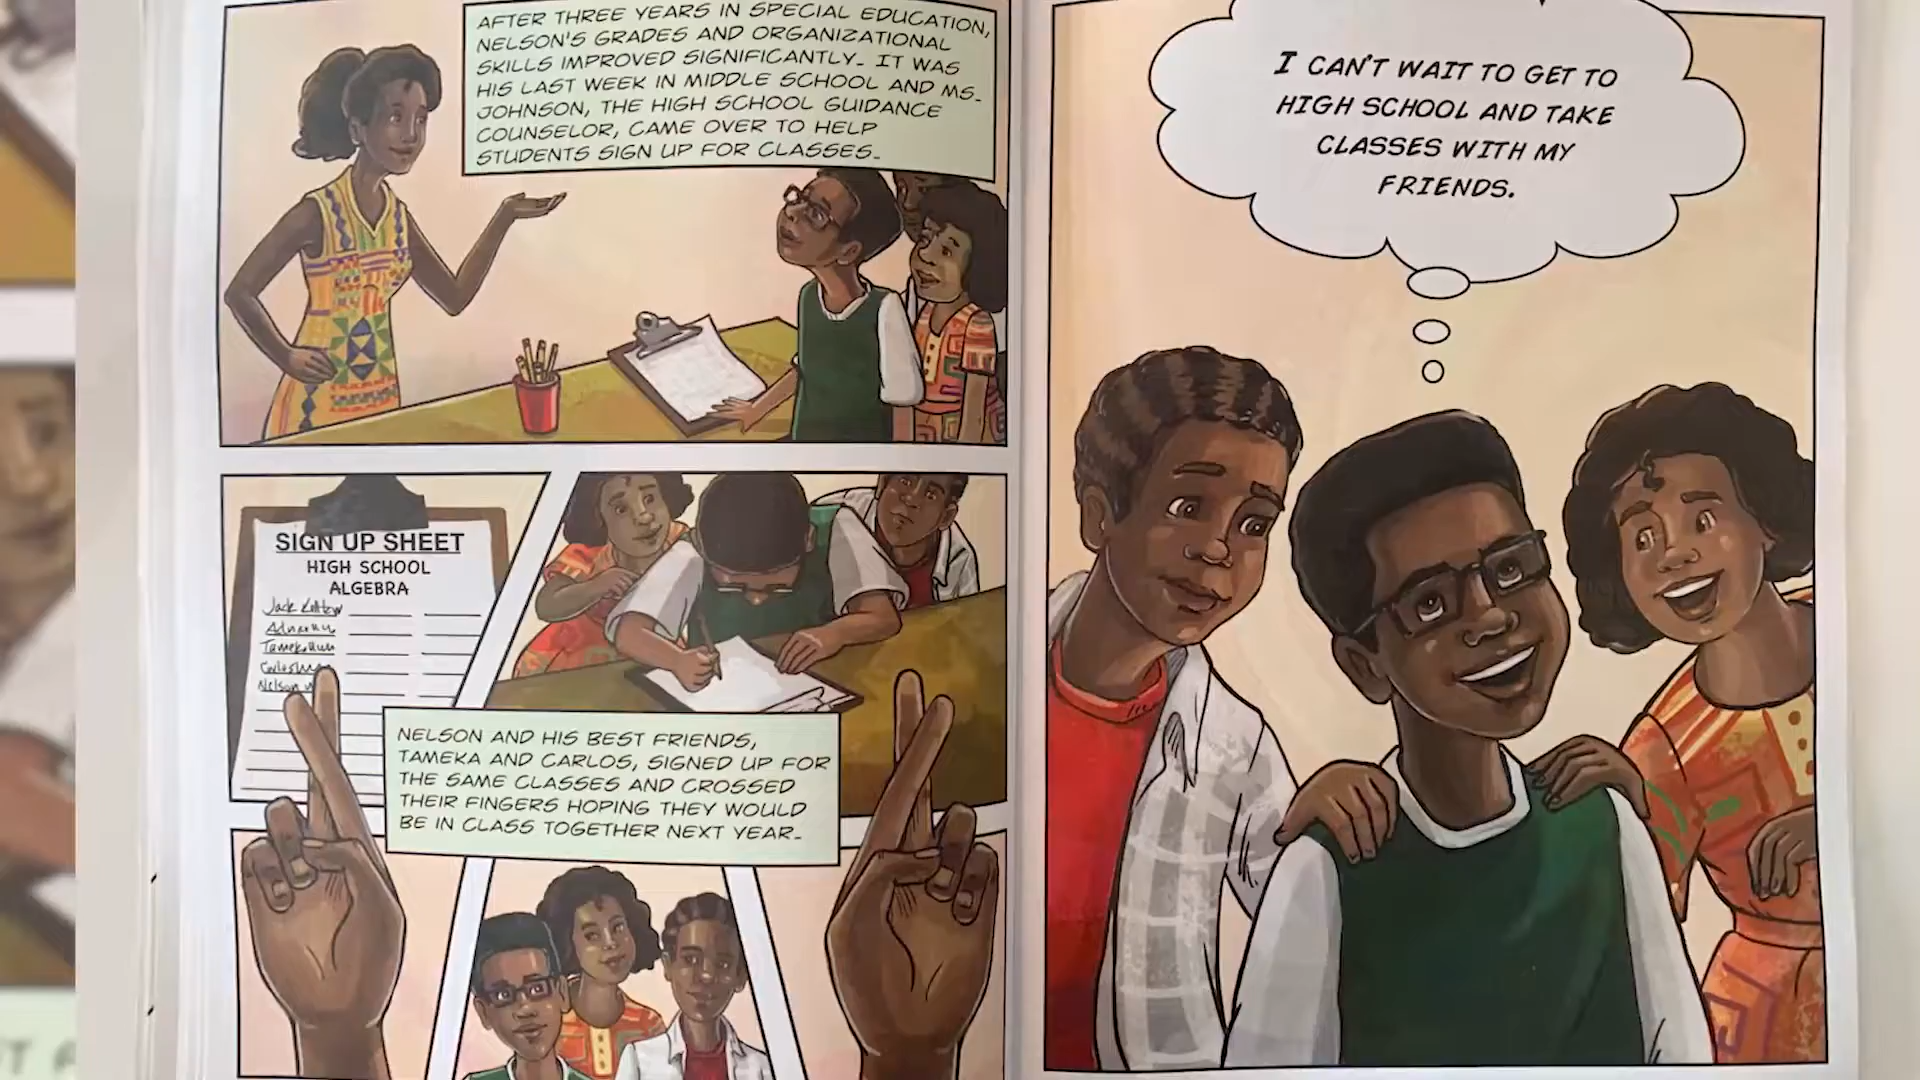 AFTER THREE YEARS IN SPECIAL EDUCATION,
NELSON'S GRADES AND ORGANIZATIONAL
SKILLS IMPROVED SIGNIFICANTLY. IT WAS
HIS LAST WEEK IN MIDDLE SCHOOL AND MS.
JOHNSON, THE HIGH SCHOOL GUIDANCE
COUNSELOR, CAME OVER TO HELP
STUDENTS SIGN UP FOR CLASSES.
SIGN UP SHEET
HIGH SCHOOL
ALGEBRA
Jack
Nelson
NELSON AND HIS BEST FRIENDS,
TAMEKA AND CARLOS, SIGNED UP FOR
THE SAME CLASSES AND CROSSED
THEIR FINGERS HOPING THEY WOULD
BE IN CLASS TOGETHER NEXT YEAR.
I CAN'T WAIT TO GET TO
HIGH SCHOOL AND TAKE
CLASSES WITH MY
FRIENDS.